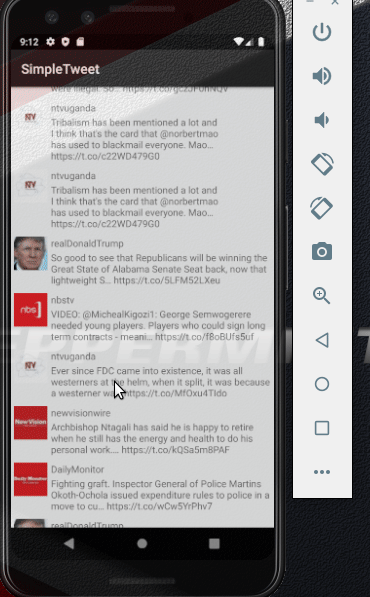 9:12
SimpleTweet
were illegal. So... https://t.co/gczJF0hNQV
ntvuganda
Tribalism has been mentioned a lot and
I think that's the card that @norbertmao
has used to blackmail everyone. Mao...
https://t.co/c22WD479G0
ntvuganda
Tribalism has been mentioned a lot and
I think that's the card that @norbertmao
has used to blackmail everyone. Mao...
https://t.co/c22WD479G0
realDonaldTrump
So good to see that Republicans will be winning the
Great State of Alabama Senate Seat back, now that
lightweight S... https://t.co/5LFM52LXeu
nbs
nbstv
VIDEO: @MichealKigozi1: George Semwogerere
needed young players. Players who could sign long
term contracts - meani... https://t.co/f8oBUfs5uf
ntvuganda
Ever since FDC came into existence, it was all
westerners at the helm, when it split, it was because
a westerner wa... https://t.co/MfOxu4TIdo
New Vision
newvisionwire
Archbishop Ntagali has said he is happy to retire
when he still has the energy and health to do his
personal work.... https://t.co/kQSa5m8PAF
Daily Monitor
DailyMonitor
Fighting graft. Inspector General of Police Martins
Okoth-Ochola issued expenditure rules to police in a
move to cu... https://t.co/wCw5YrPhv7
realDonaldTrump